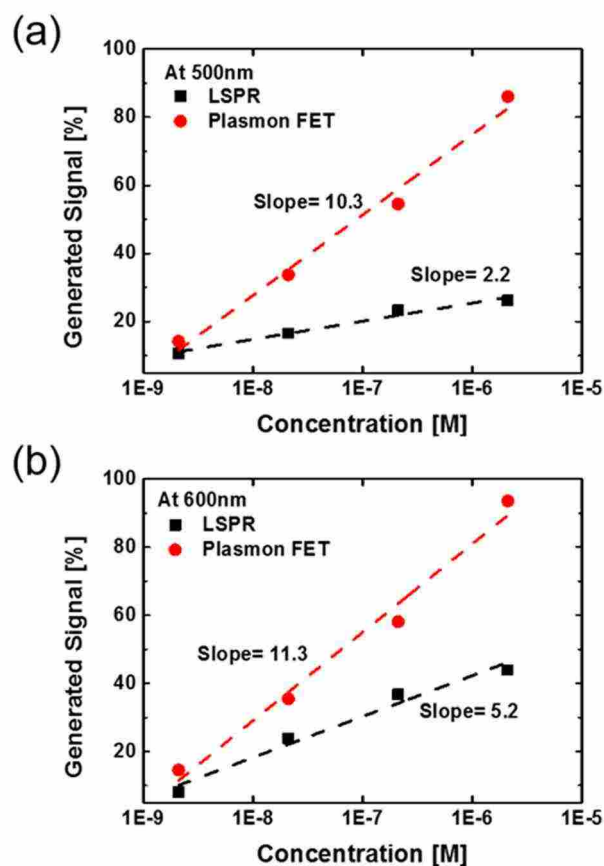 (a)
100
At 500nm
LSPR
Plasmon FET
80
60
40
20
Generated Signal [%]
Slope= 10.3
Slope= 2.2
1E-9 1E-8 1E-7 1E-6 1E-5
Concentration [M]
(b)
100
At 600nm
LSPR
Plasmon FET
80
60
40
20
Generated Signal [%]
Slope= 11.3
Slope= 5.2
1E-9 1E-8 1E-7 1E-6 1E-5
Concentration [M]